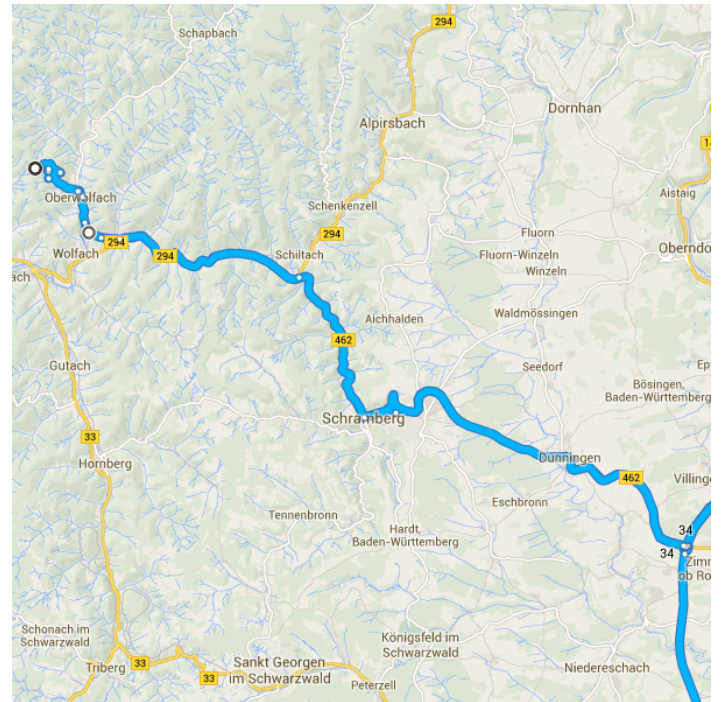 294
Schapbach
Dornhan
Alpirsbach
Aistaig
Oberwolfach
Schenkenzell
294
Fluorn
294
Wolfach
294
Schiltach
Fluorn-Winzeln
Winzeln
Oberndo
ach
Aichhalden
Waldmössingen
462
Gutach
Seedorf
Bösingen,
Baden-Württemberg
Schramberg
33
Hornberg
Dunningen
462
Villing
Eschbronn
Tennenbronn
Hardt,
Baden-Württemberg
34
34
Zim
ob Ro
Schonach im
Schwarzwald
Königsfeld im
Schwarzwald
Triberg
33
Sankt Georgen
im Schwarzwald
33
Peterzell
Niedereschach